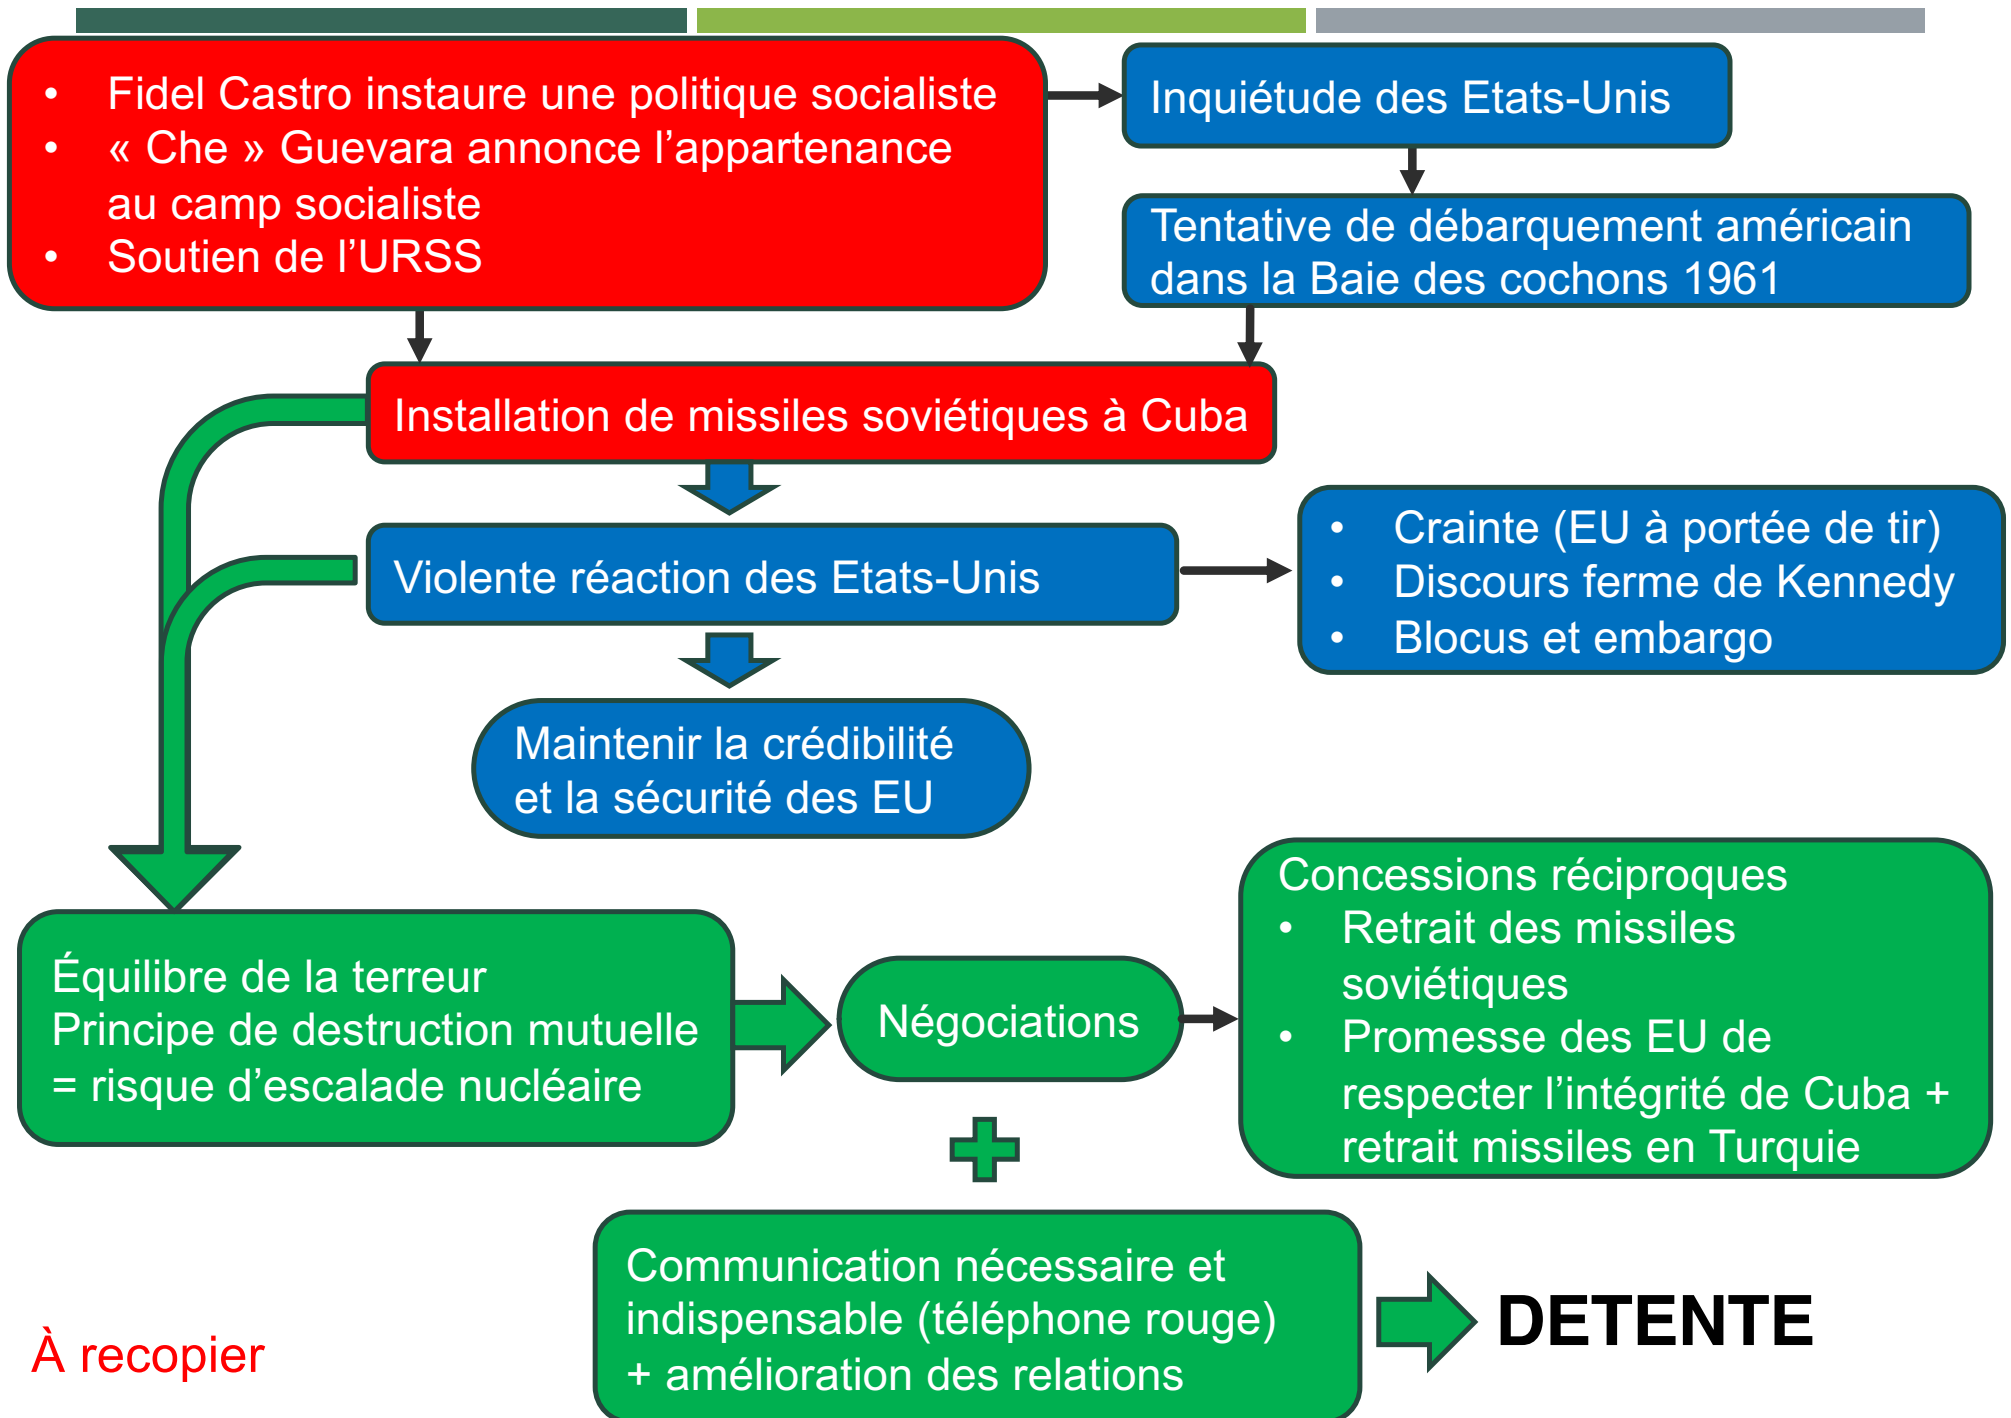 • Fidel Castro instaure une politique socialiste
• « Che » Guevara annonce l’appartenance
au camp socialiste
• Soutien de l’URSS
Inquiétude des Etats-Unis
Tentative de débarquement américain
dans la Baie des cochons 1961
Installation de missiles soviétiques à Cuba
Violente réaction des Etats-Unis
• Crainte (EU à portée de tir)
• Discours ferme de Kennedy
• Blocus et embargo
Maintenir la crédibilité
et la sécurité des EU
Équilibre de la terreur
Principe de destruction mutuelle
= risque d’escalade nucléaire
Négociations
Concessions réciproques
• Retrait des missiles
soviétiques
• Promesse des EU de
respecter l’intégrité de Cuba +
retrait missiles en Turquie
Communication nécessaire et
indispensable (téléphone rouge)
+ amélioration des relations
DETENTE
À recopier